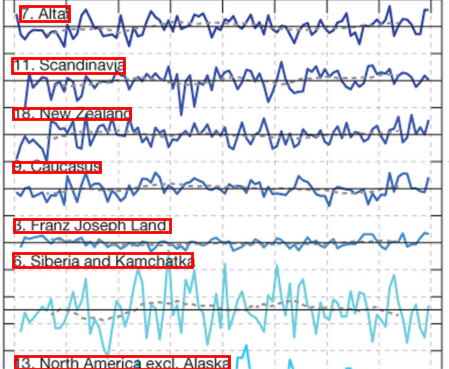 7. Altai
11. Scandinavia
18. New Zealand
9. Caucasus
3. Franz Joseph Land
6. Siberia and Kamchatka
13. North America excl. Alaska